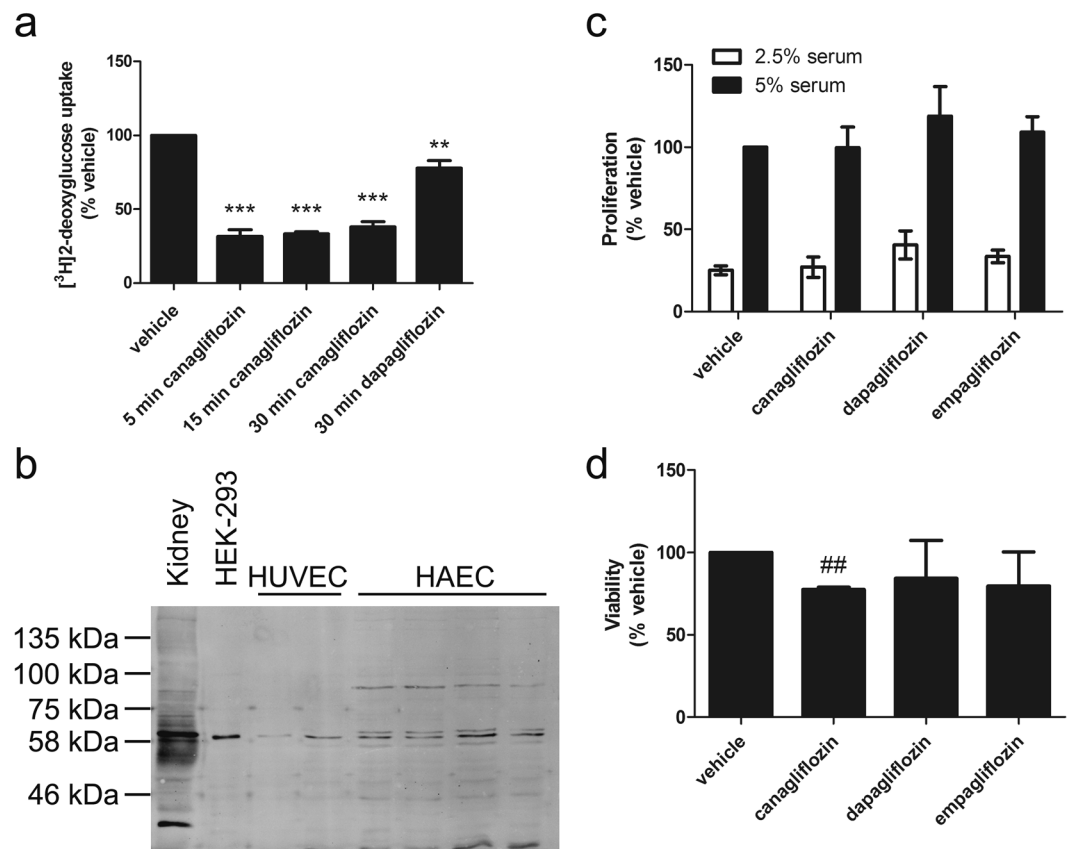 a
[³H]2-deoxyglucose uptake
(% vehicle)
150
100
50
0
***
***
***
**
vehicle
5 min canagliflozin
15 min canagliflozin
30 min canagliflozin
30 min dapagliflozin
b
Kidney
HEK-293
HUVEC
HAEC
135 kDa
100 kDa
75 kDa
58 kDa
46 kDa
c
2.5% serum
5% serum
Proliferation
(% vehicle)
150
100
50
0
vehicle
canagliflozin
dapagliflozin
empagliflozin
d
Viability
(% vehicle)
150
100
50
0
##
vehicle
canagliflozin
dapagliflozin
empagliflozin